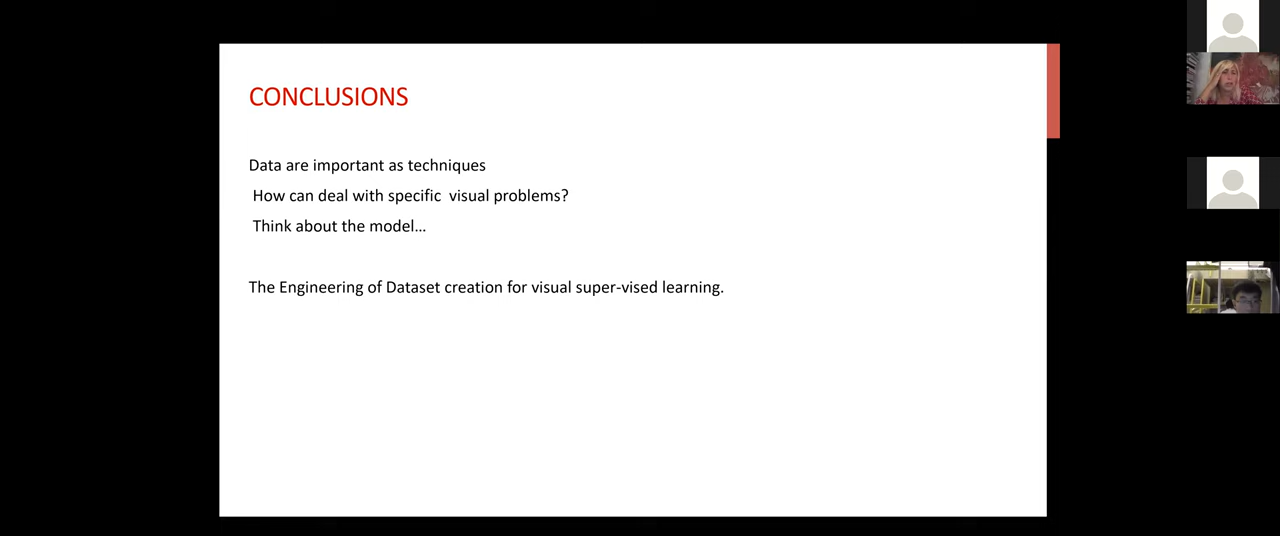 CONCLUSIONS
Data are important as techniques
How can deal with specific visual problems?
Think about the model...
The Engineering of Dataset creation for visual super-vised learning.